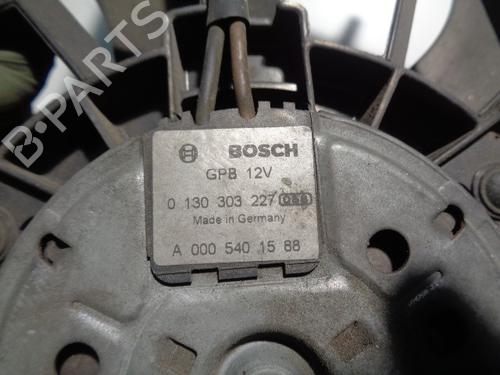 BOSCH
GPB 12V
0 130 303 227
Made in Germany
A 000 540 15 88
B-PARTS